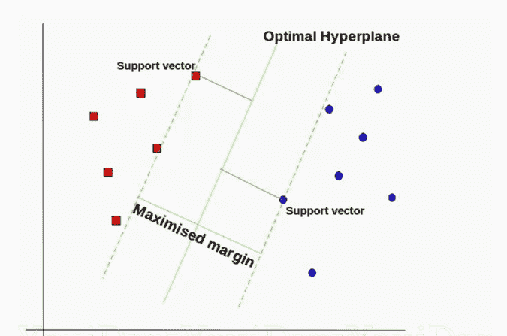 Optimal Hyperplane
Support vector
Support vector
Maximised margin